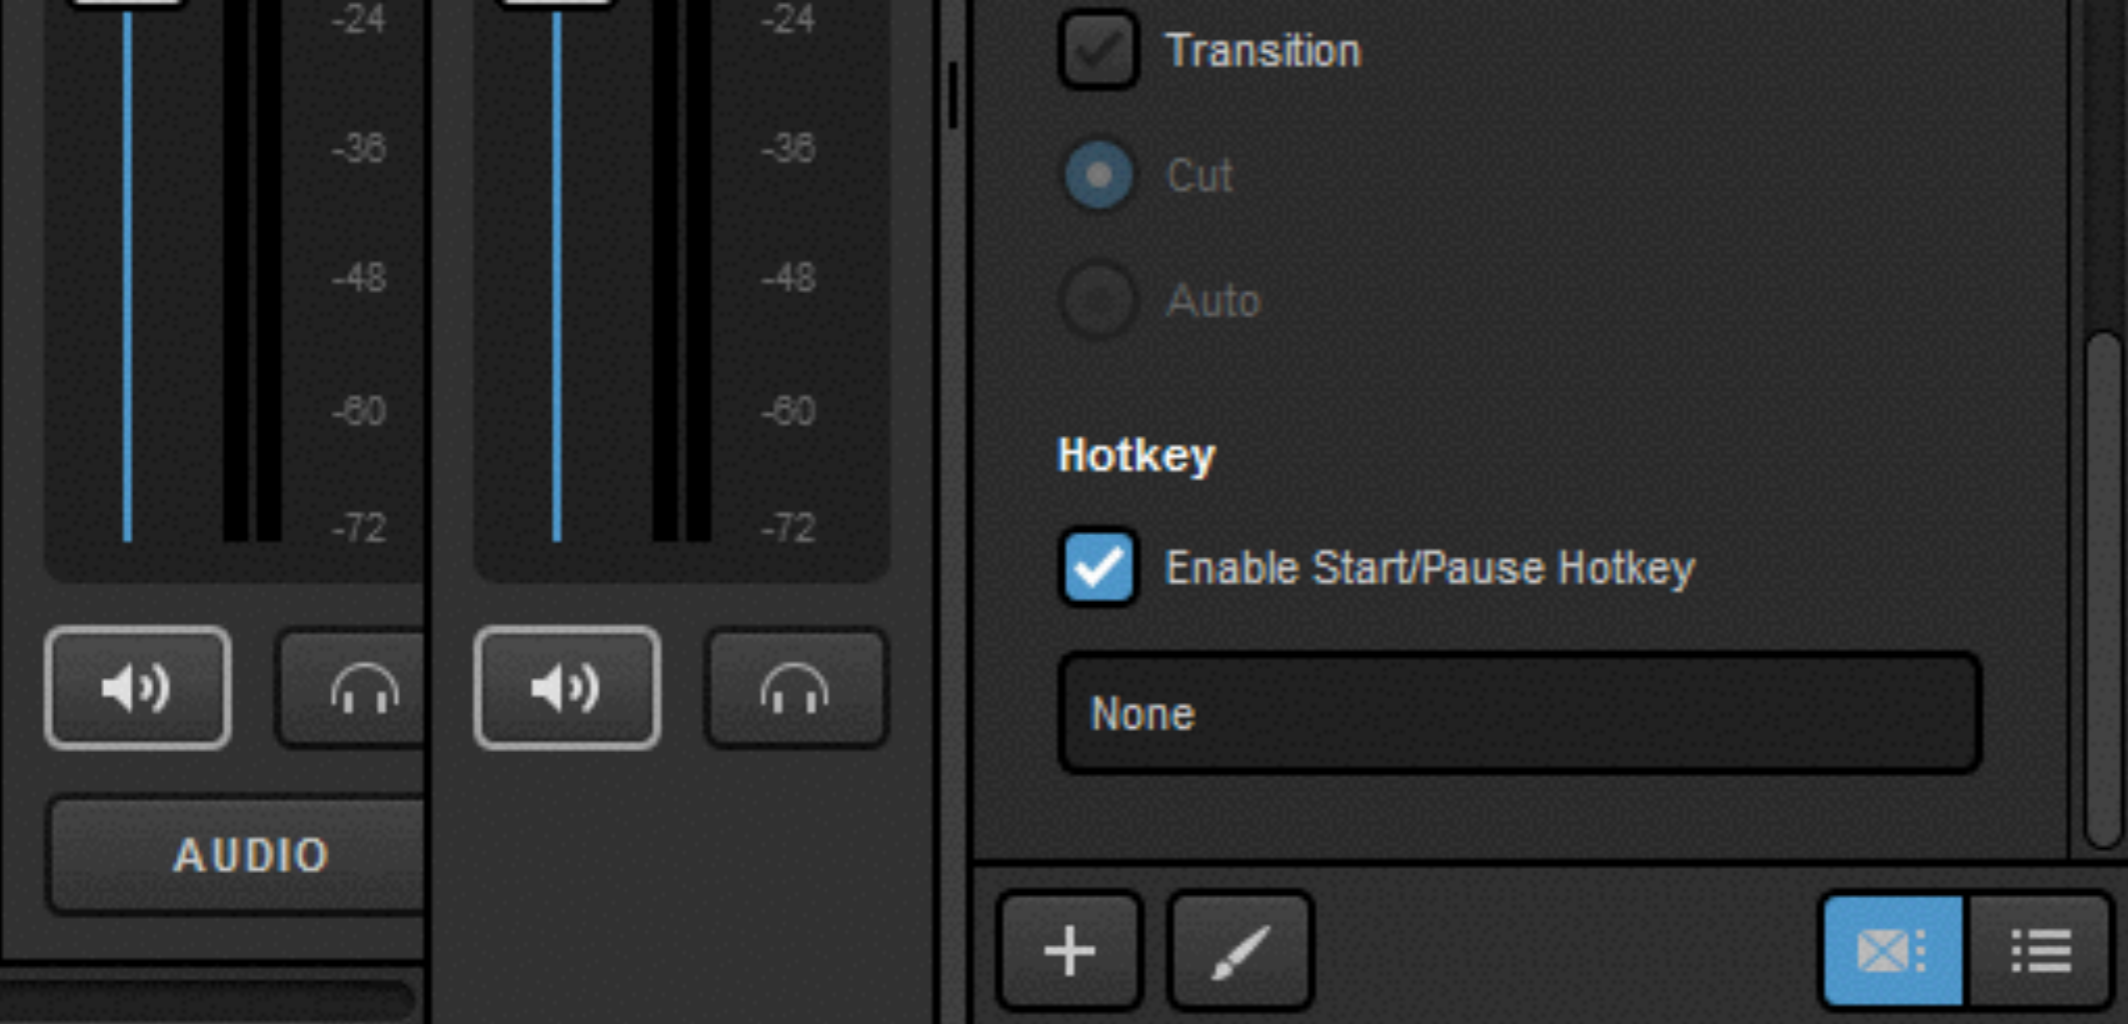 -24
-36
-48
-60
-72
AUDIO
-24
-36
-48
-60
-72
Transition
Cut
Auto
Hotkey
Enable Start/Pause Hotkey
None